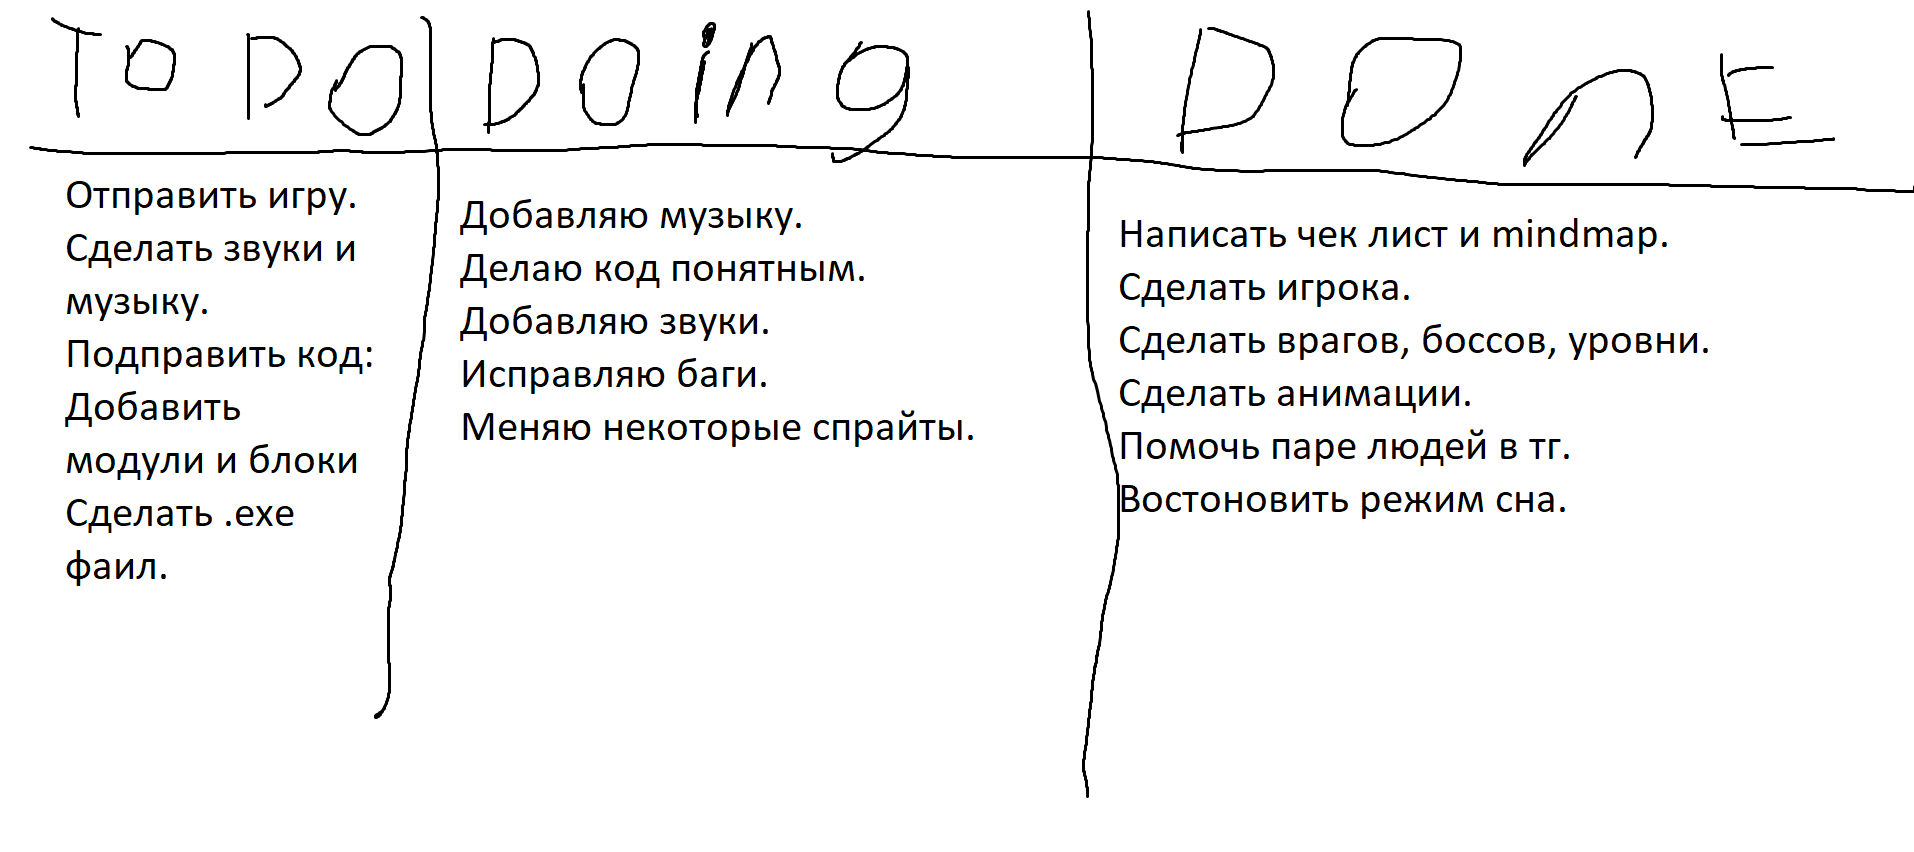 To Do
Doing
DonE
Отправить игру.
Сделать звуки и
музыку.
Подправить код:
Добавить
модули и блоки
Сделать .exe
фаил.
Добавляю музыку.
Делаю код понятным.
Добавляю звуки.
Исправляю баги.
Меняю некоторые спрайты.
Написать чек лист и mindmap.
Сделать игрока.
Сделать врагов, боссов, уровни.
Сделать анимации.
Помочь паре людей в тг.
Востоновить режим сна.